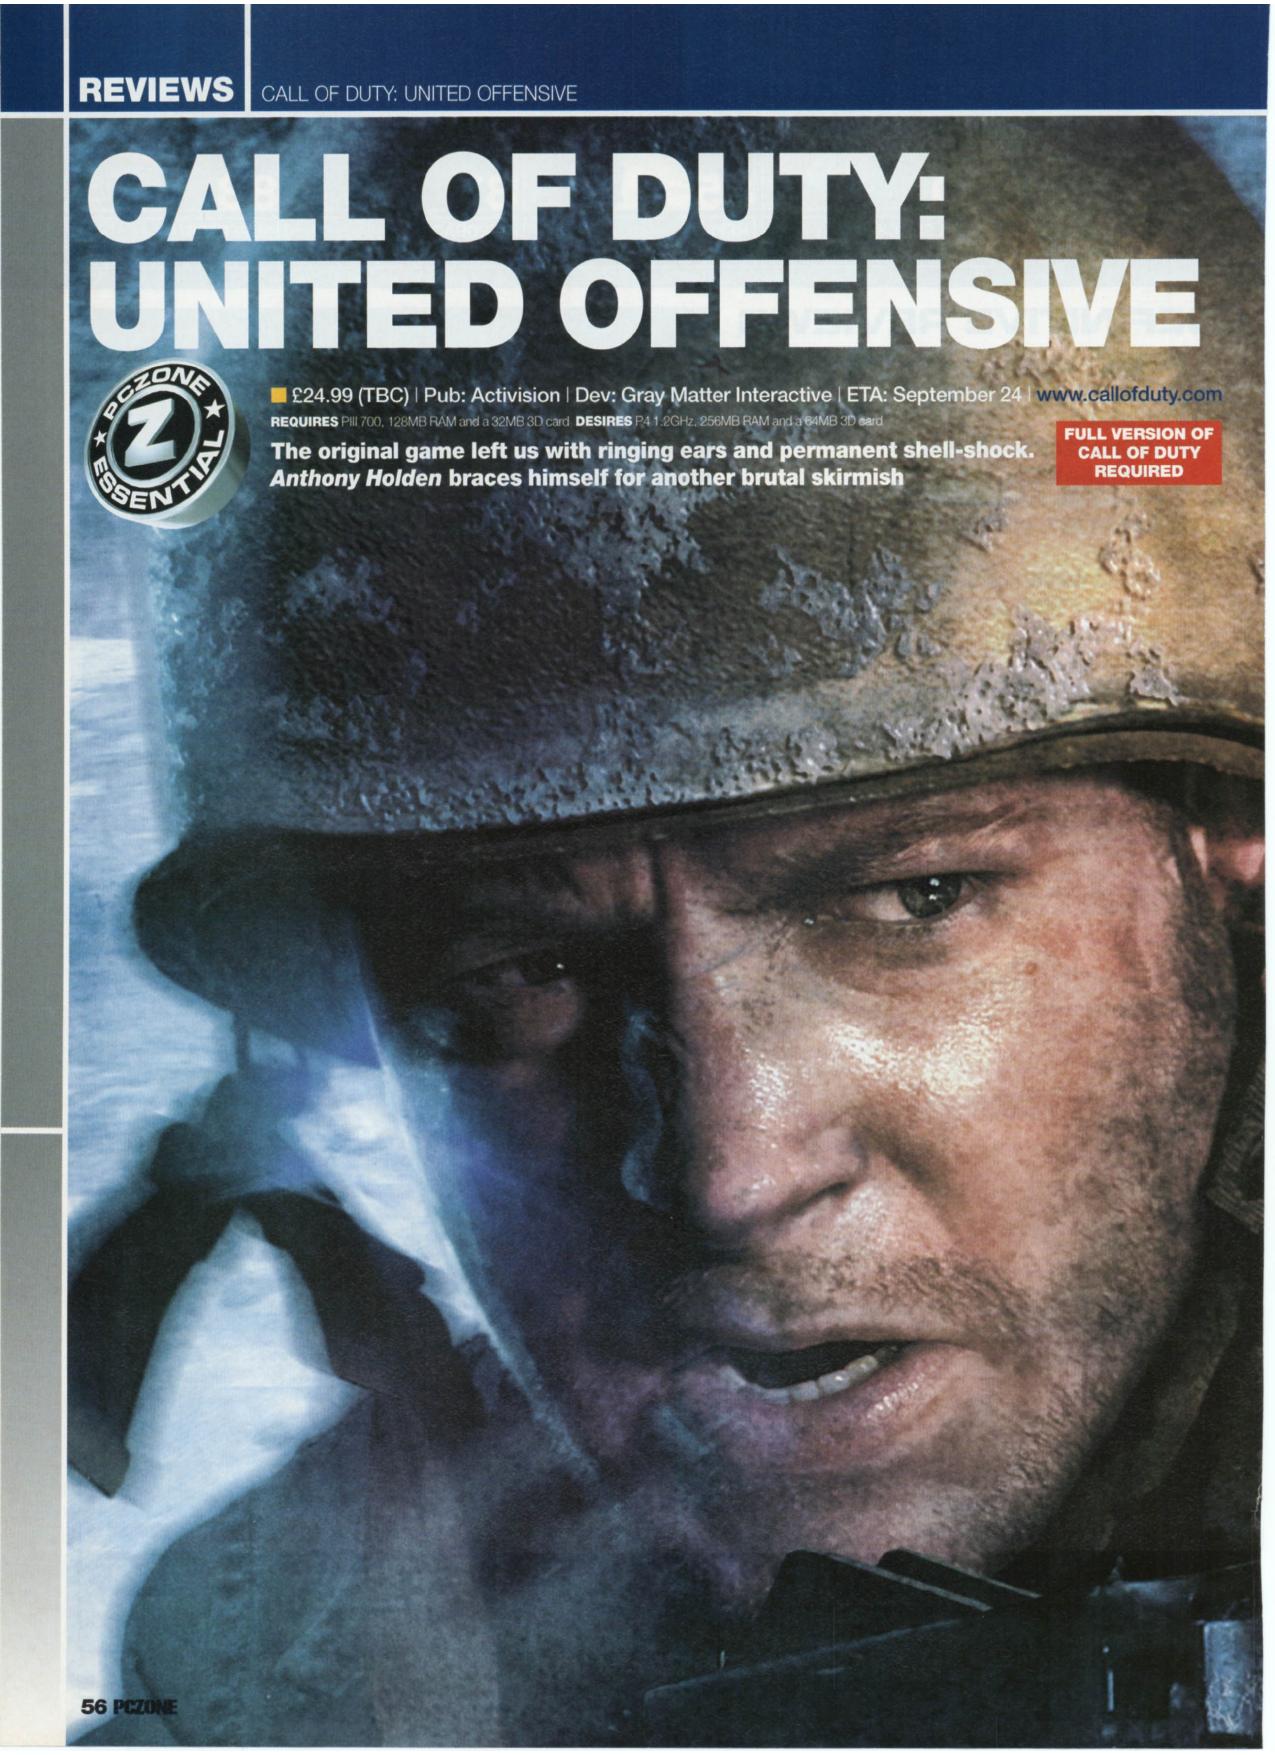 REVIEWS
CALL OF DUTY: UNITED OFFENSIVE
CALL OF DUTY:
UNITED OFFENSIVE
PCZONE
Z
ESSENTIAL
£24.99 (TBC) | Pub: Activision | Dev: Gray Matter Interactive | ETA: September 24 | www.callofduty.com
REQUIRES PIII 700, 128MB RAM and a 32MB 3D card DESIRES P4 1.2GHz, 256MB RAM and a 64MB 3D card
The original game left us with ringing ears and permanent shell-shock.
Anthony Holden braces himself for another brutal skirmish
FULL VERSION OF
CALL OF DUTY
REQUIRED
56 PCZONE